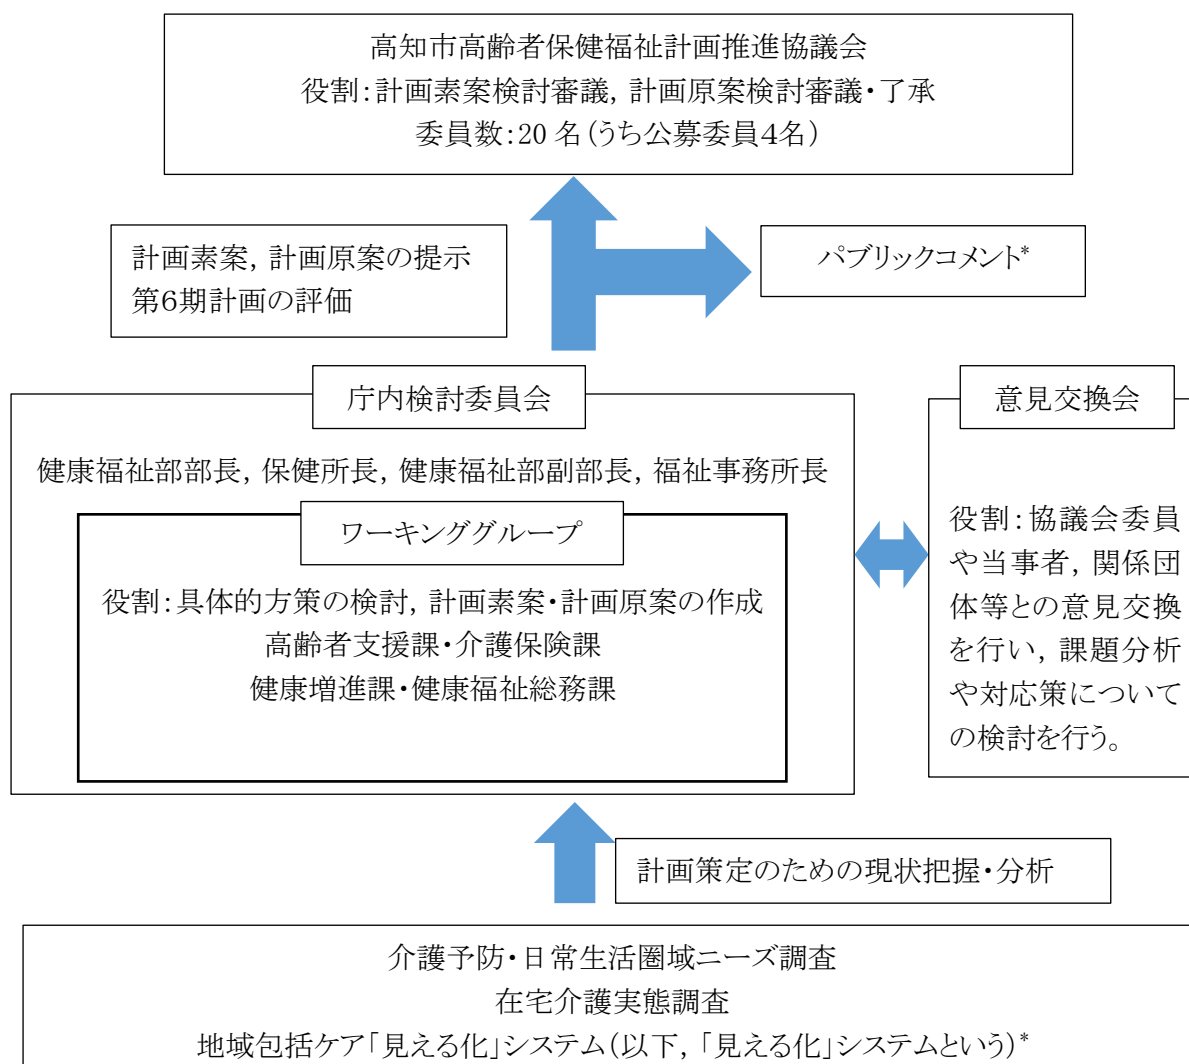 高知市高齢者保健福祉計画推進協議会
役割:計画素案検討審議,計画原案検討審議・了承
委員数:20 名(うち公募委員4名)
計画素案,計画原案の提示
第6期計画の評価
パブリックコメント*
庁内検討委員会
健康福祉部部長,保健所長,健康福祉部副部長,福祉事務所長
ワーキンググループ
役割:具体的方策の検討,計画素案・計画原案の作成
高齢者支援課・介護保険課
健康増進課・健康福祉総務課
意見交換会
役割:協議会委員
や当事者,関係団
体等との意見交換
を行い,課題分析
や対応策について
の検討を行う。
計画策定のための現状把握・分析
介護予防・日常生活圏域ニーズ調査
在宅介護実態調査
地域包括ケア「見える化」システム(以下,「見える化」システムという)*